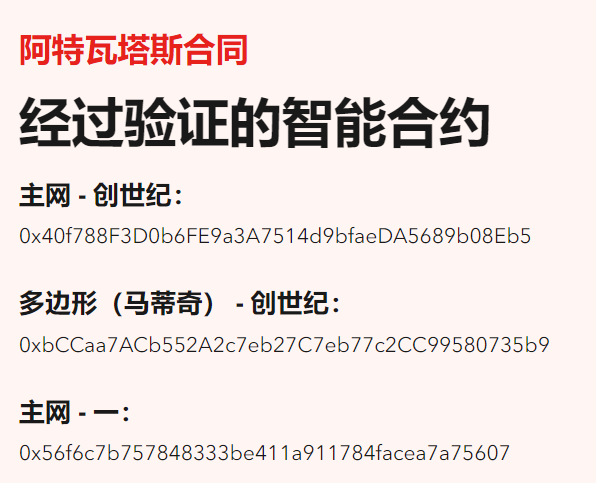 阿特瓦塔斯合同
经过验证的智能合约
主网 - 创世纪：
0x40f788F3D0b6FE9a3A7514d9bfaeDA5689b08Eb5
多边形（马蒂奇） - 创世纪：
0xbCCaa7ACb552A2c7eb27C7eb77c2CC99580735b9
主网 - 一：
0x56f6c7b757848333be411a911784facea7a75607